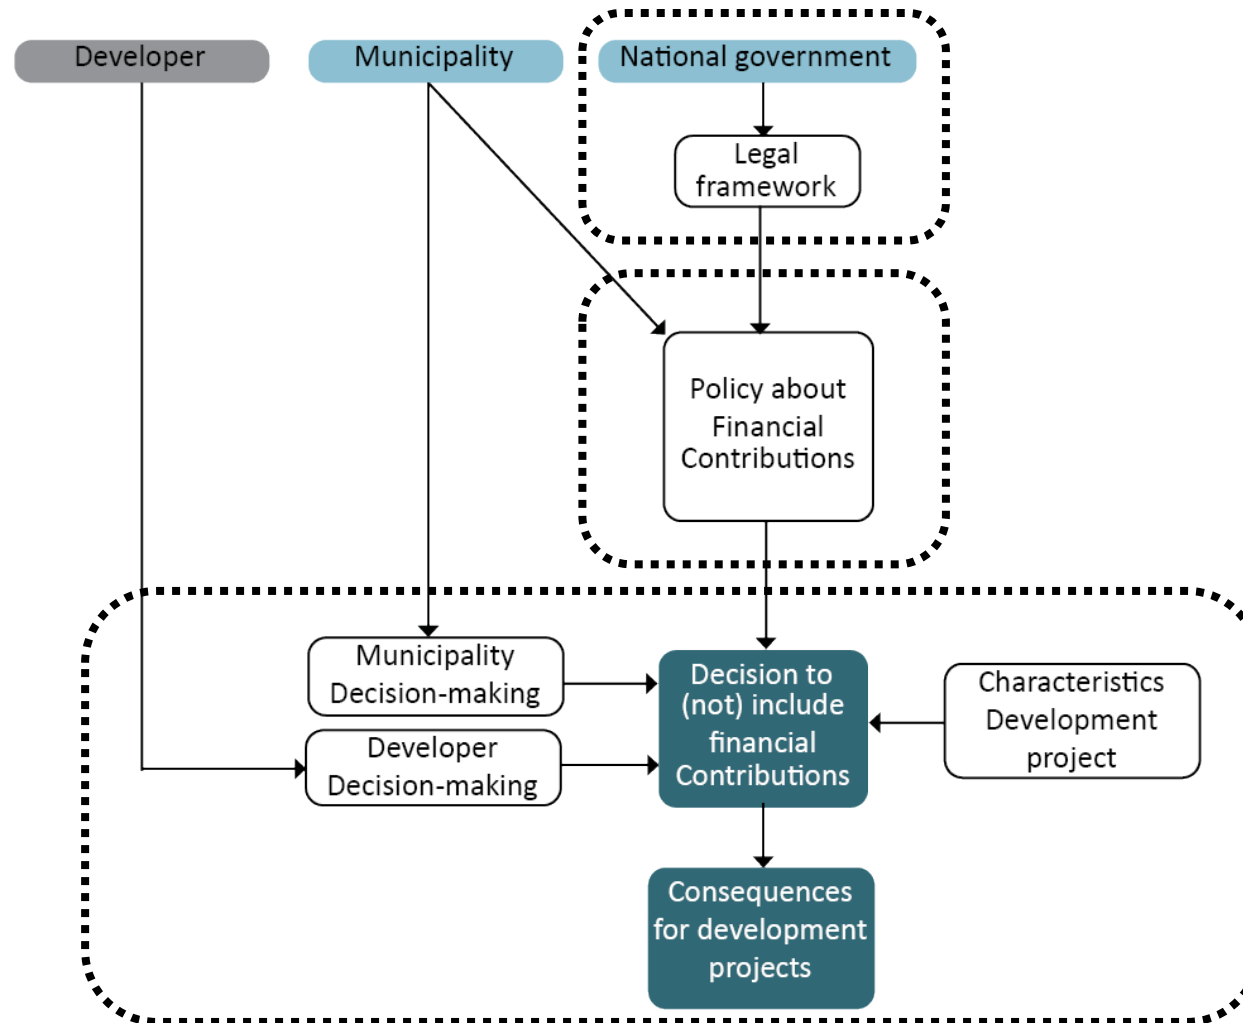 Developer
Municipality
National government
Legal
framework
Policy about
Financial
Contributions
Municipality
Decision-making
Developer
Decision-making
Decision to
(not) include
financial
Contributions
Characteristics
Development
project
Consequences
for development
projects